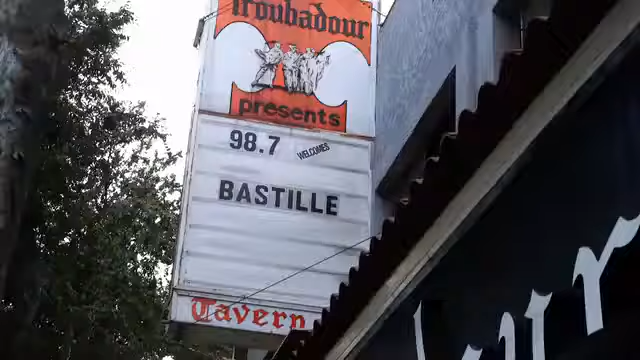 Troubadour
presents
98.7 WELCOMES
BASTILLE
Tavern